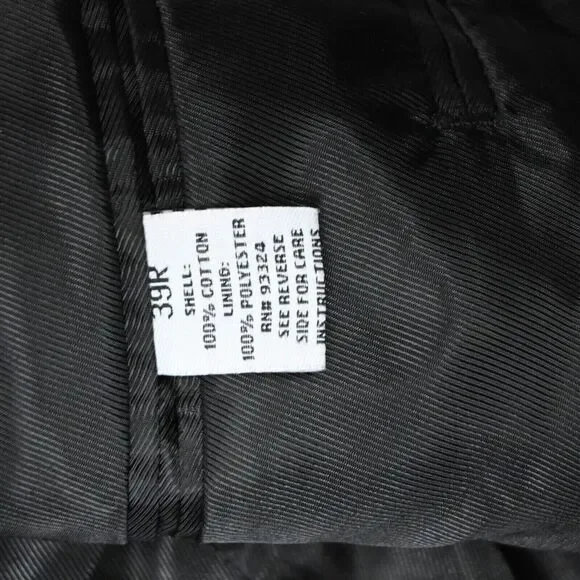 39R
SHELL:
100% COTTON
LINING:
100% POLYESTER
RN# 93324
SEE REVERSE
SIDE FOR CARE
INSTRUCTIONS